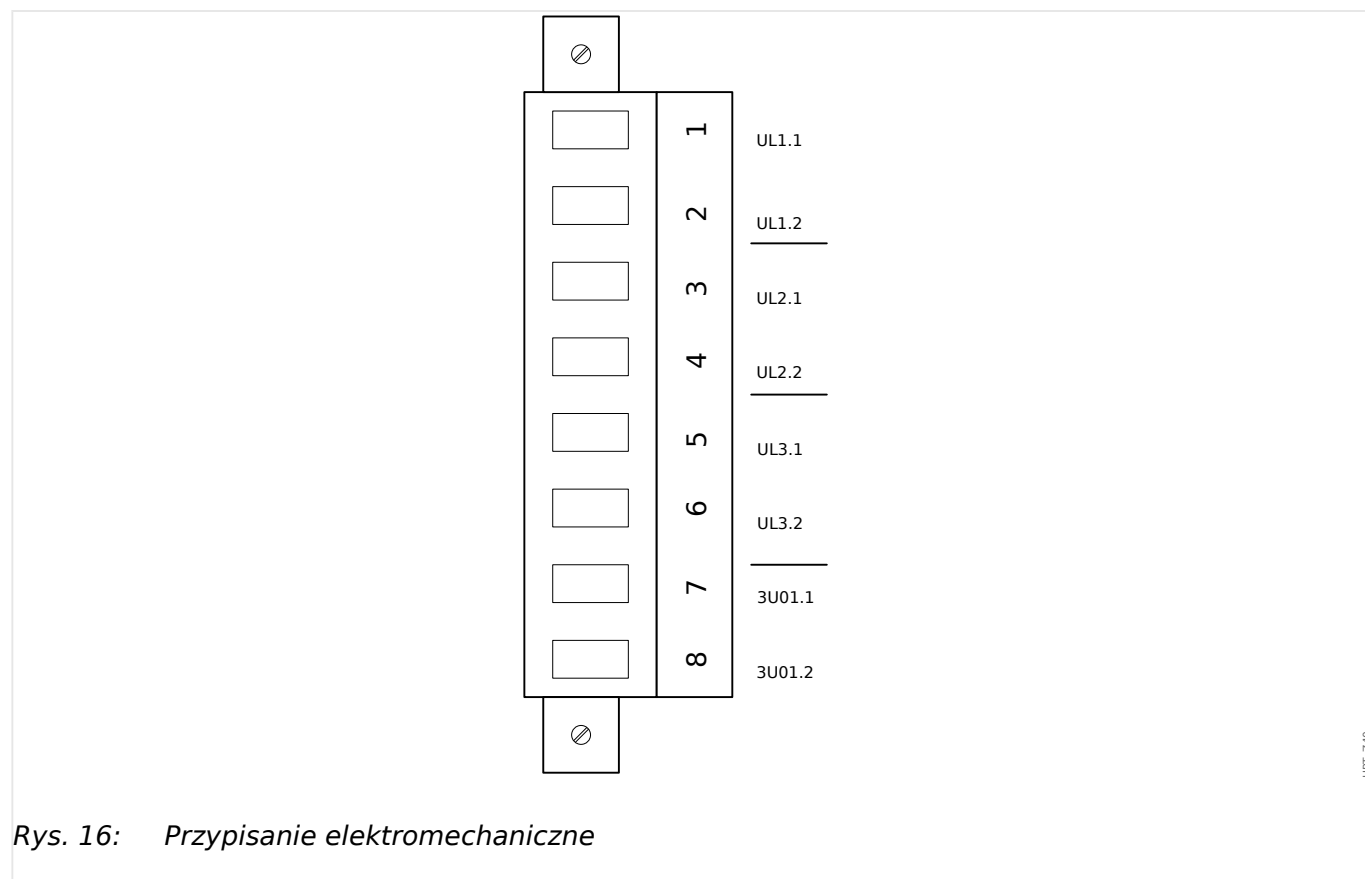 1 UL1.1
2 UL1.2
3 UL2.1
4 UL2.2
5 UL3.1
6 UL3.2
7 3U01.1
8 3U01.2
Rys. 16: Przypisanie elektromechaniczne